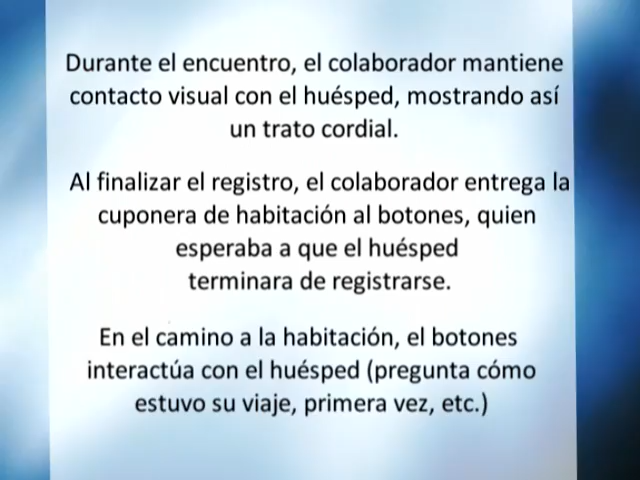 Durante el encuentro, el colaborador mantiene
contacto visual con el huésped, mostrando así
un trato cordial.
Al finalizar el registro, el colaborador entrega la
cuponera de habitación al botones, quien
esperaba a que el huésped
terminara de registrarse.
En el camino a la habitación, el botones
interactúa con el huésped (pregunta cómo
estuvo su viaje, primera vez, etc.)